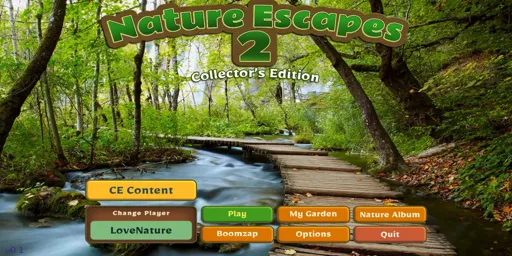 Nature Escapes
2
Collector's Edition
CE Content
Change Player
LoveNature
Play
My Garden
Nature Album
Boomzap
Options
Quit